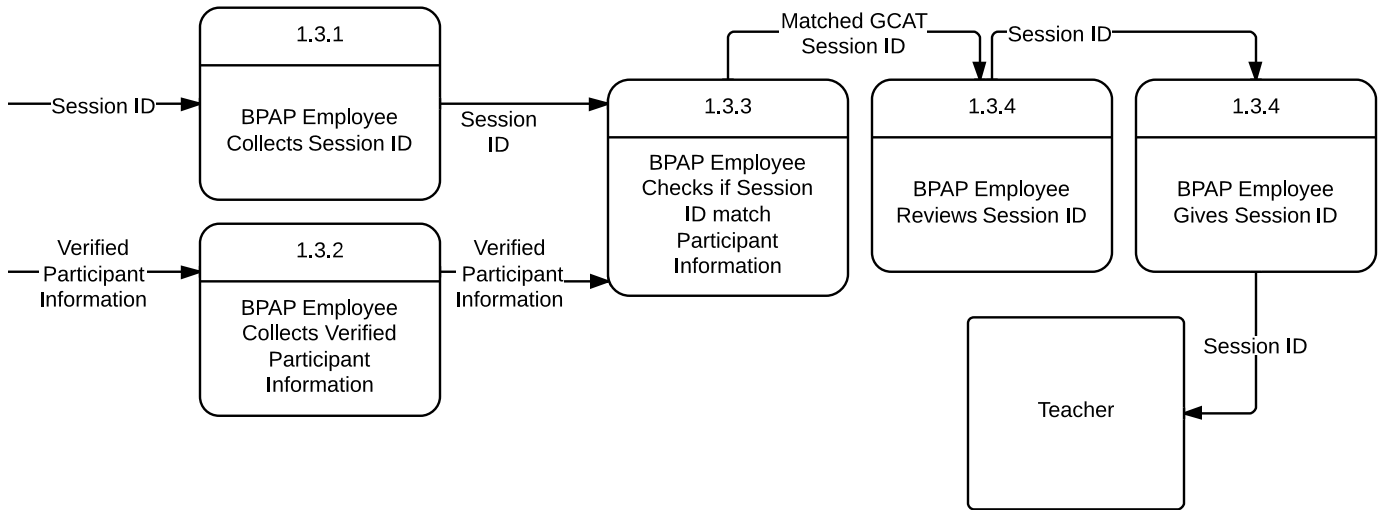 Session ID
1.3.1
BPAP Employee
Collects Session ID
Session
ID
Verified
Participant
Information
1.3.2
BPAP Employee
Collects Verified
Participant
Information
Verified
Participant
Information
1.3.3
BPAP Employee
Checks if Session
ID match
Participant
Information
Matched GCAT
Session ID
1.3.4
BPAP Employee
Reviews Session ID
Session ID
1.3.4
BPAP Employee
Gives Session ID
Session ID
Teacher